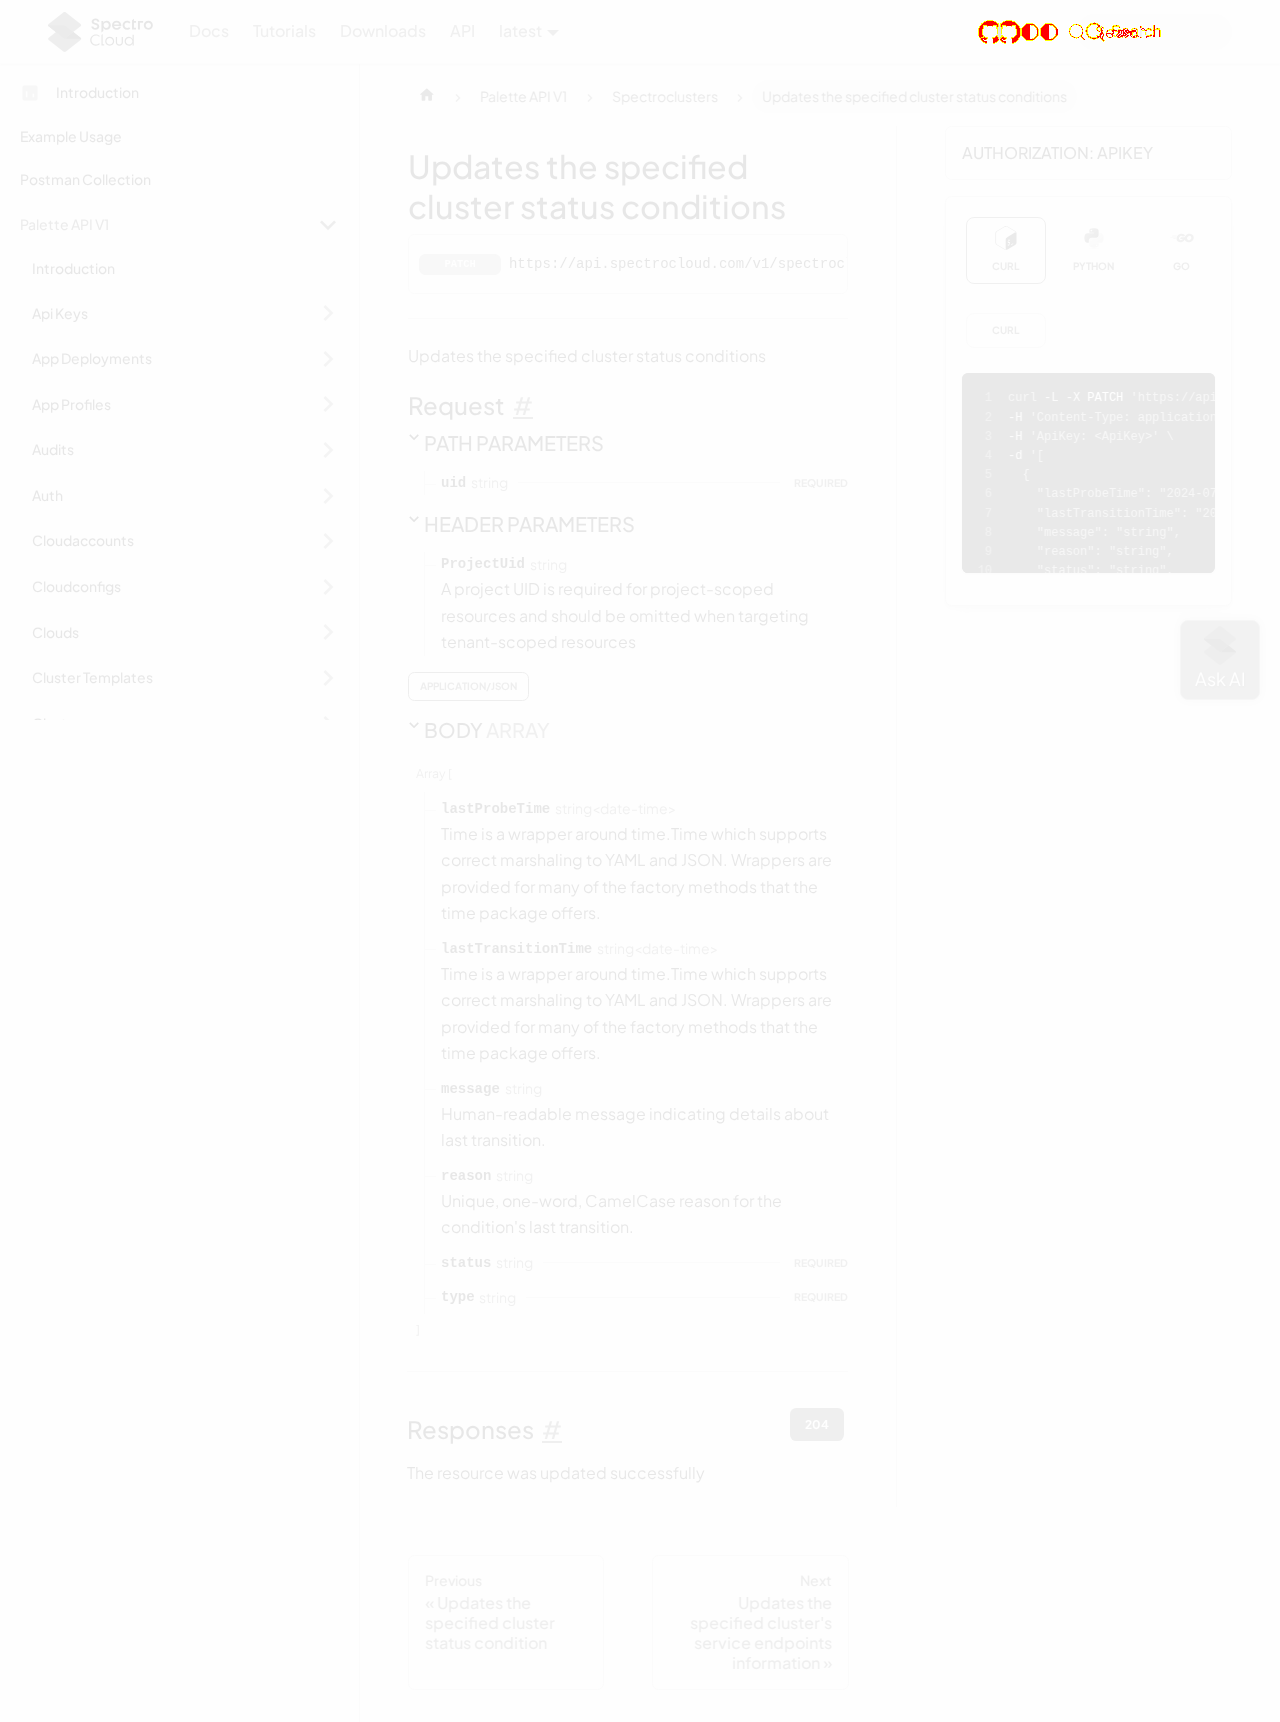 Spectro
Cloud
Docs
Tutorials
Downloads
API
latest
Introduction
Example Usage
Postman Collection
Palette API V1
Introduction
Api Keys
App Deployments
App Profiles
Audits
Auth
Cloudaccounts
Cloudconfigs
Clouds
Cluster Templates
Palette API V1
Spectroclusters
Updates the specified cluster status conditions
Updates the specified
cluster status conditions
PATCH
https://api.spectrocloud.com/v1/spectroc
Updates the specified cluster status conditions
Request #
PATH PARAMETERS
uid string REQUIRED
HEADER PARAMETERS
ProjectUid string
A project UID is required for project-scoped
resources and should be omitted when targeting
tenant-scoped resources
APPLICATION/JSON
BODY ARRAY
Array [
lastProbeTime string<date-time>
Time is a wrapper around time.Time which supports
correct marshaling to YAML and JSON. Wrappers are
provided for many of the factory methods that the
time package offers.
lastTransitionTime string<date-time>
Time is a wrapper around time.Time which supports
correct marshaling to YAML and JSON. Wrappers are
provided for many of the factory methods that the
time package offers.
message string
Human-readable message indicating details about
last transition.
reason string
Unique, one-word, CamelCase reason for the
condition's last transition.
status string REQUIRED
type string REQUIRED
]
Responses #
204
The resource was updated successfully
Previous
« Updates the
specified cluster
status condition
Next
Updates the
specified cluster's
service endpoints
information »
AUTHORIZATION: APIKEY
CURL
PYTHON
GO
CURL
1 curl -L -X PATCH 'https://api
2 -H 'Content-Type: application
3 -H 'ApiKey: <ApiKey>' \
4 -d '[
5 {
6 "lastProbeTime": "2024-07
7 "lastTransitionTime": "20
8 "message": "string",
9 "reason": "string",
10 "status": "string",
Ask AI